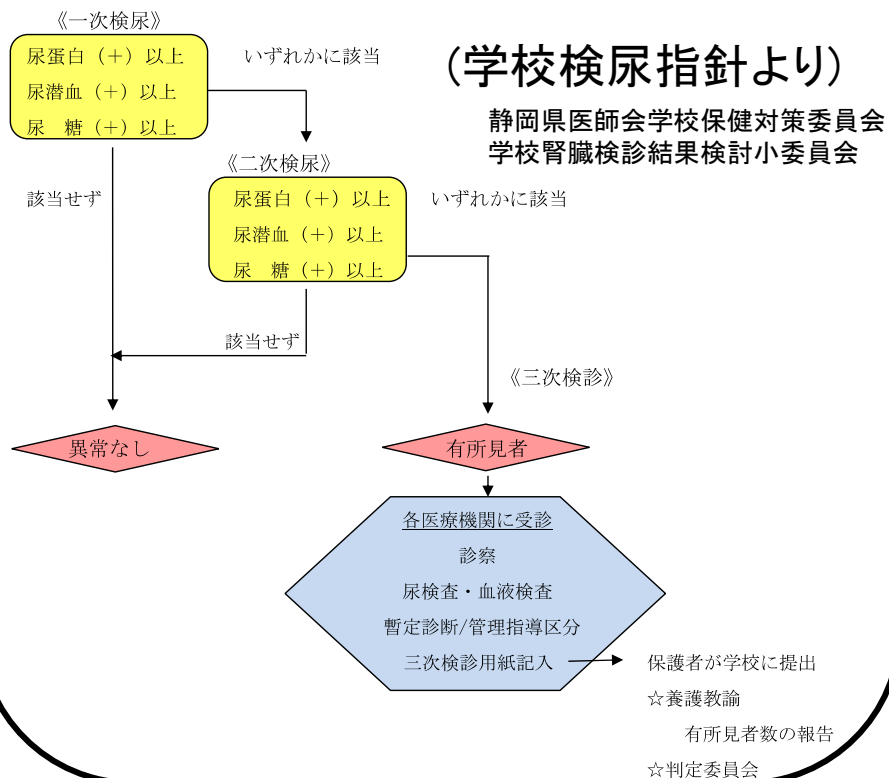 《一次検尿》
尿蛋白（＋）以上
尿潜血（＋）以上
尿　糖（＋）以上
いずれかに該当
(学校検尿指針より)
静岡県医師会学校保健対策委員会
学校腎臓検診結果検討小委員会
《二次検尿》
該当せず
尿蛋白（＋）以上
尿潜血（＋）以上
尿　糖（＋）以上
いずれかに該当
該当せず
《三次検診》
異常なし
有所見者
各医療機関に受診
診察
尿検査・血液検査
暫定診断/管理指導区分
三次検診用紙記入
保護者が学校に提出
☆養護教諭
有所見者数の報告
☆判定委員会